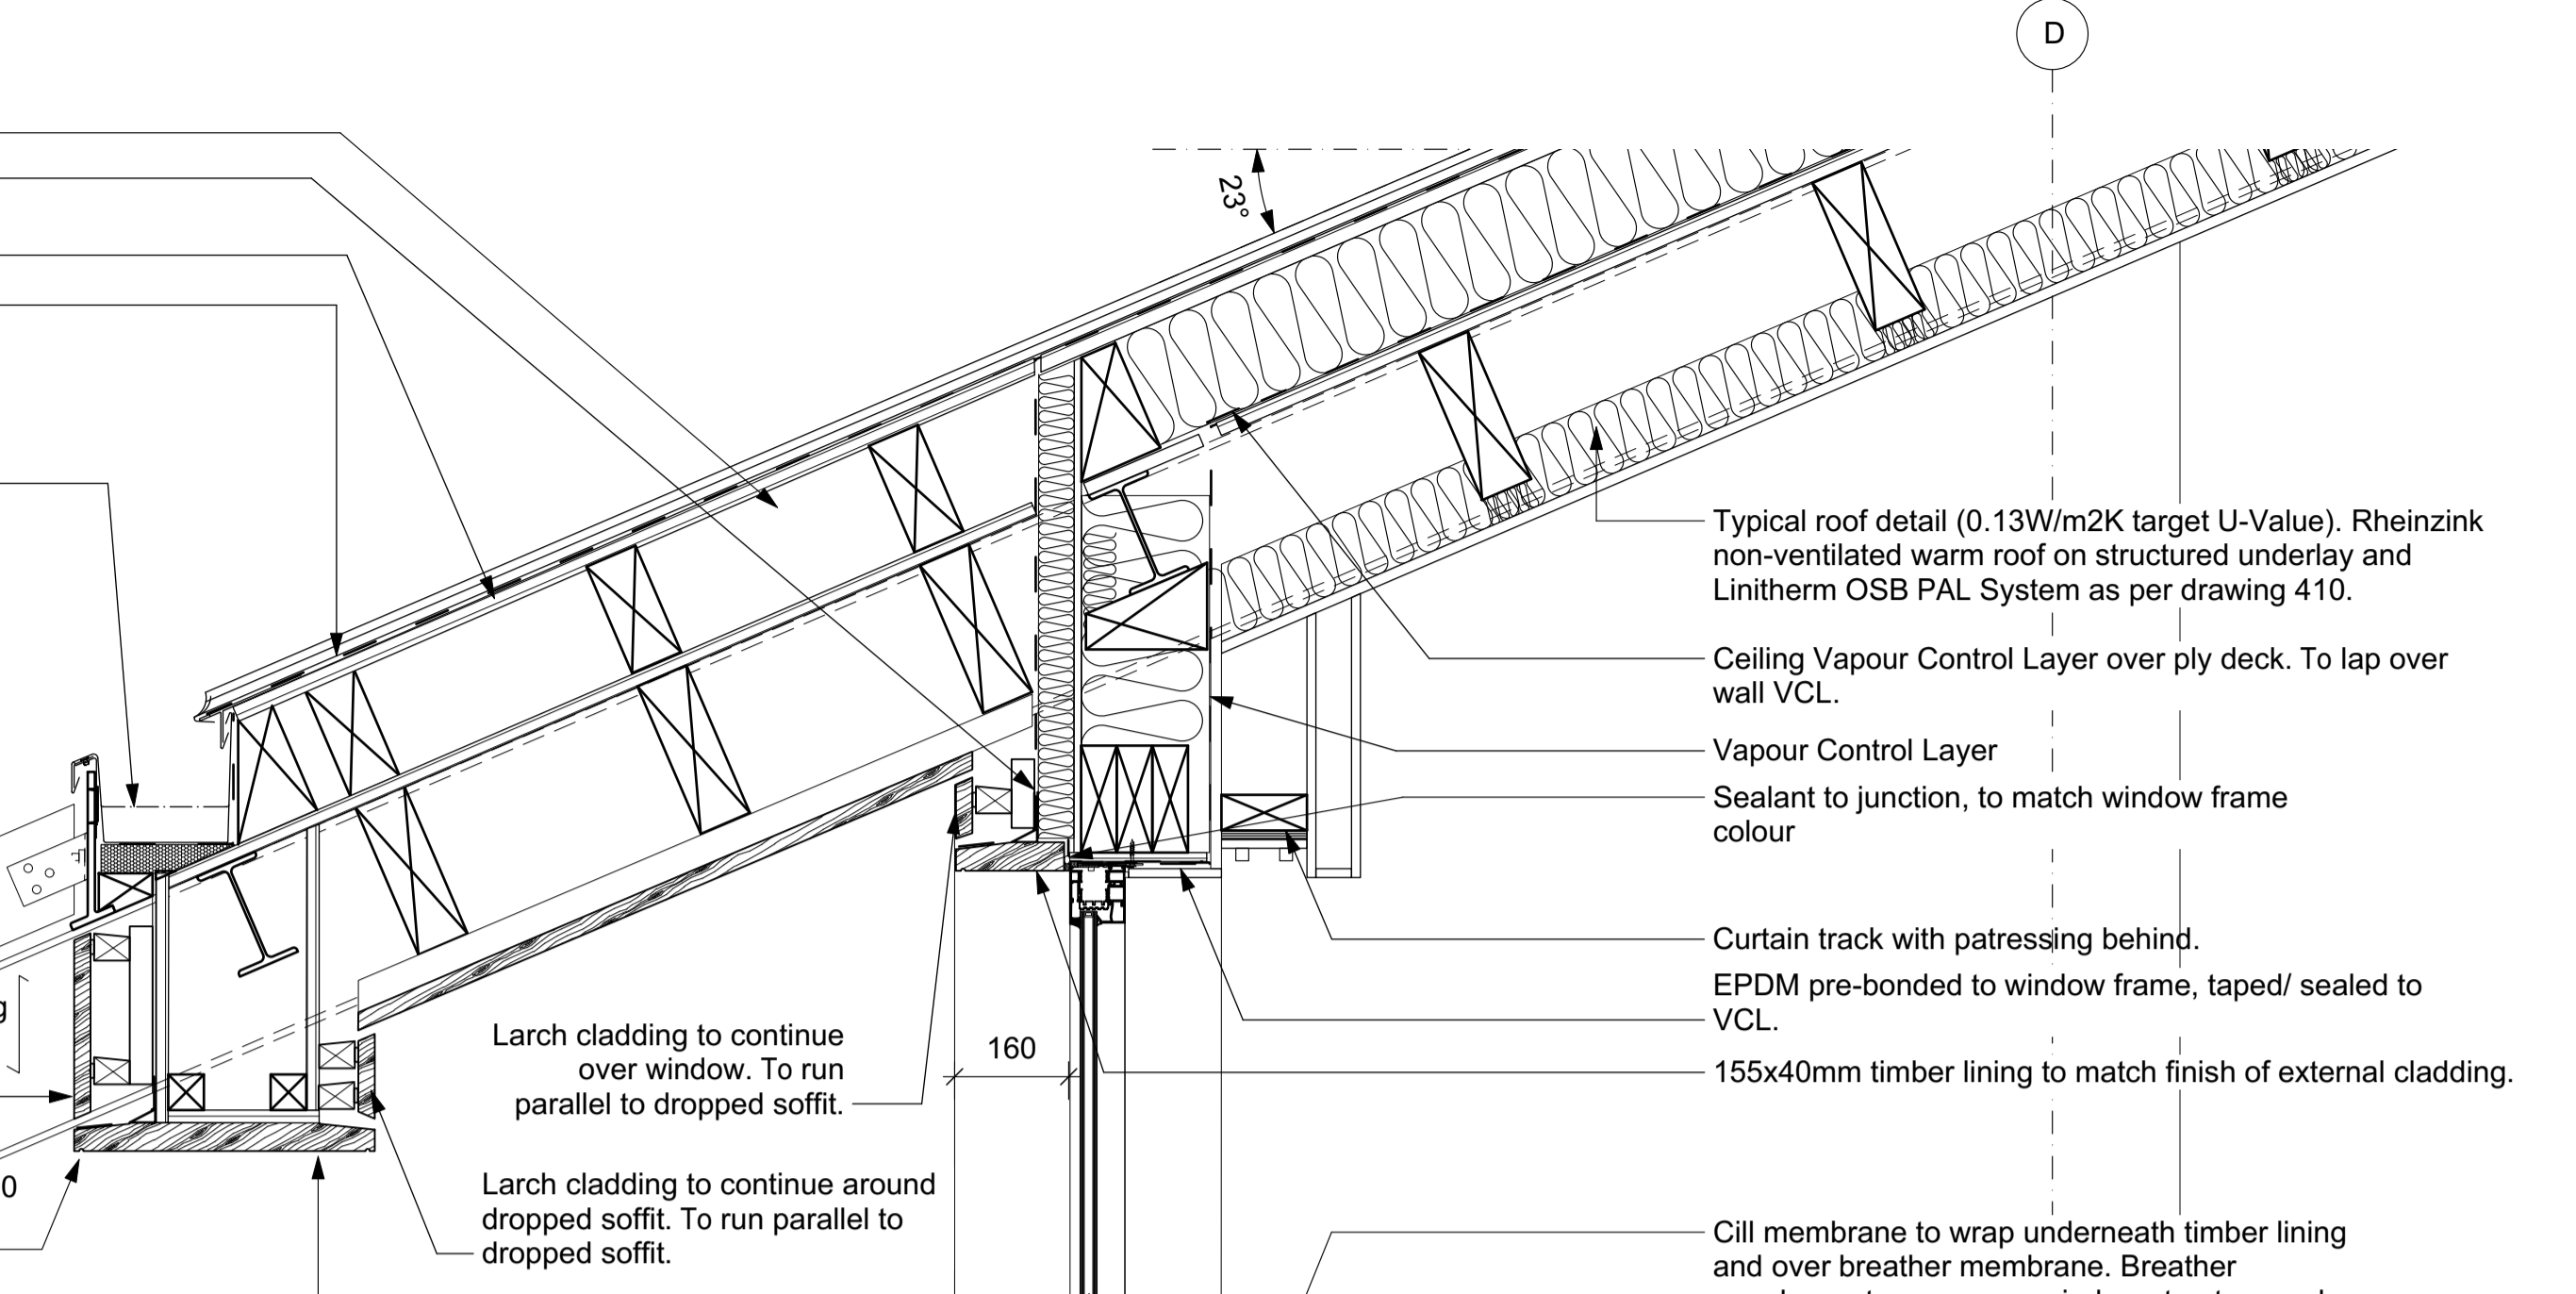 D
23°
Typical roof detail (0.13W/m2K target U-Value). Rheinzink
non-ventilated warm roof on structured underlay and
Linitherm OSB PAL System as per drawing 410.
Ceiling Vapour Control Layer over ply deck. To lap over
wall VCL.
Vapour Control Layer
Sealant to junction, to match window frame
colour
Curtain track with patressing behind.
EPDM pre-bonded to window frame, taped/ sealed to
VCL.
155x40mm timber lining to match finish of external cladding.
g
Larch cladding to continue
over window. To run
parallel to dropped soffit.
160
0
Larch cladding to continue around
dropped soffit. To run parallel to
dropped soffit.
Cill membrane to wrap underneath timber lining
and over breather membrane. Breather